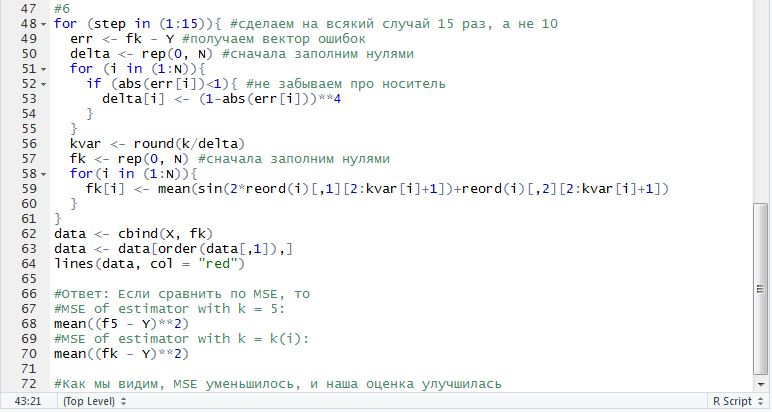 47 #6
48 for (step in (1:15)){ #сделаем на всякий случай 15 раз, а не 10
49 err <- fk - Y #получаем вектор ошибок
50 delta <- rep(0, N) #сначала заполним нулями
51 for (i in (1:N)){
52 if (abs(err[i])<1){ #не забываем про носитель
53 delta[i] <- (1-abs(err[i]))**4
54 }
55 }
56 kvar <- round(k/delta)
57 fk <- rep(0, N) #сначала заполним нулями
58 for(i in (1:N)){
59 fk[i] <- mean(sin(2*reord(i)[,1][2:kvar[i]+1])+reord(i)[,2][2:kvar[i]+1])
60 }
61 }
62 data <- cbind(X, fk)
63 data <- data[order(data[,1]),]
64 lines(data, col = "red")
65
66 #Ответ: Если сравнить по MSE, то
67 #MSE of estimator with k = 5:
68 mean((f5 - Y)**2)
69 #MSE of estimator with k = k(i):
70 mean((fk - Y)**2)
71
72 #Как мы видим, MSE уменьшилось, и наша оценка улучшилась
43:21 (Top Level) R Script